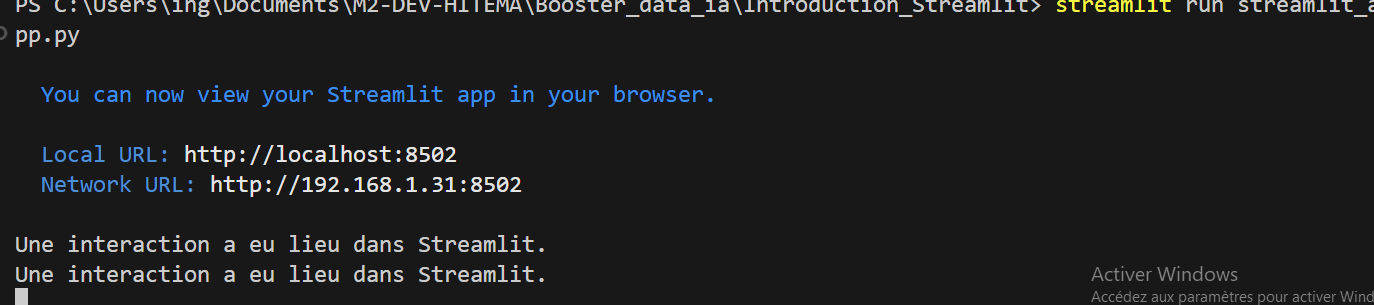 PS C:\Users\ing\Documents\M2-DEV-HITEMA\Booster_data_ia\Introduction_Streamlit> streamlit run streamlit_a
pp.py
You can now view your Streamlit app in your browser.
Local URL: http://localhost:8502
Network URL: http://192.168.1.31:8502
Une interaction a eu lieu dans Streamlit.
Une interaction a eu lieu dans Streamlit.
Activer Windows
Accédez aux paramètres pour activer Wind